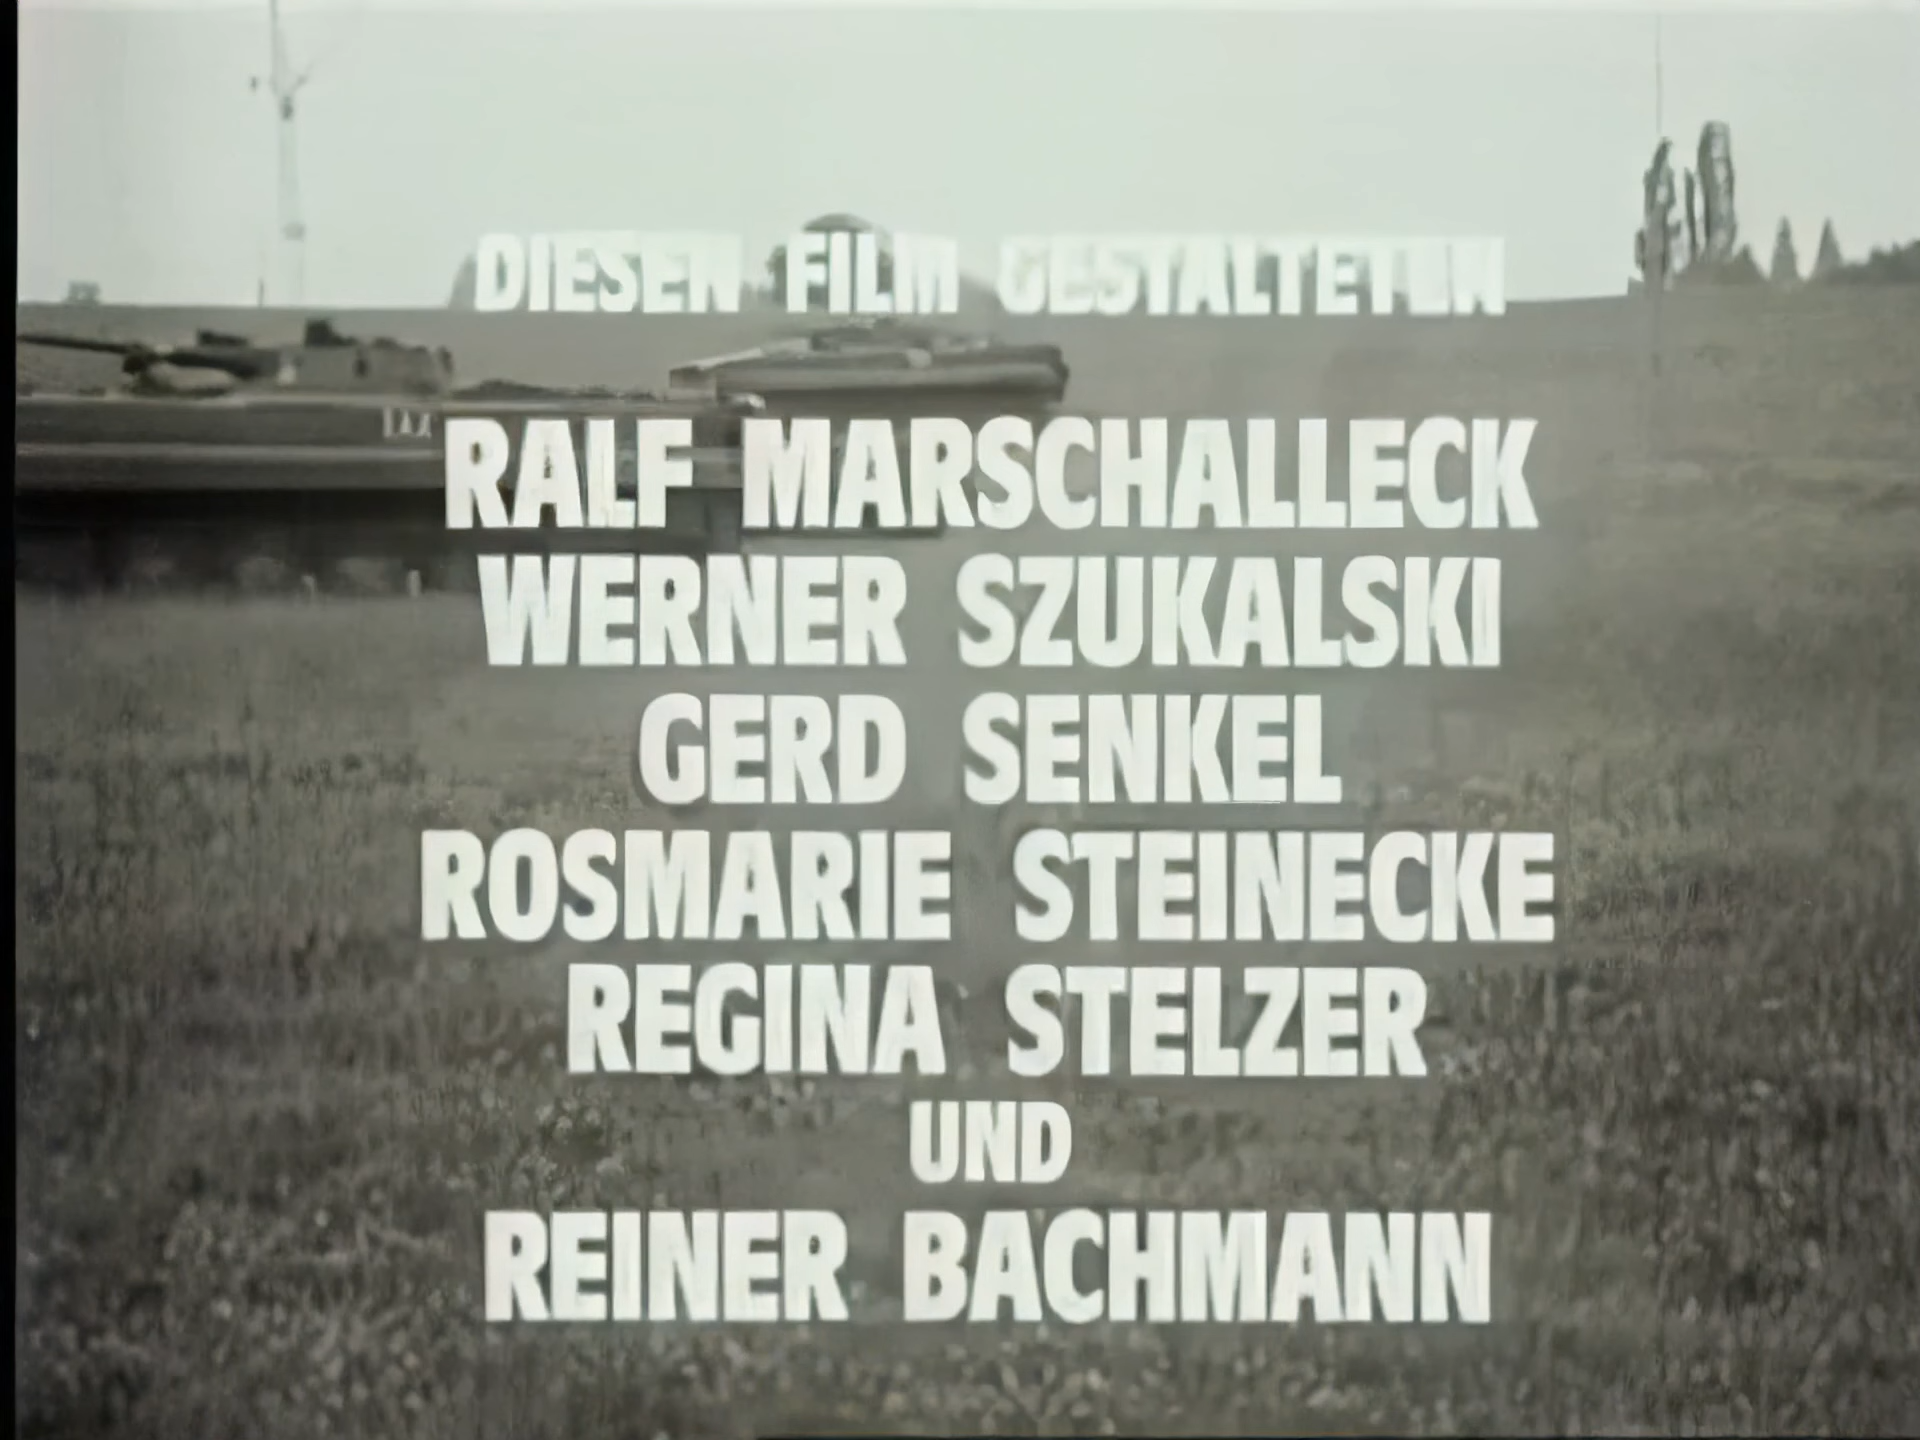 DIESEN FILM GESTALTETEN
RALF MARSCHALLECK
WERNER SZUKALSKI
GERD SENKEL
ROSMARIE STEINECKE
REGINA STELZER
UND
REINER BACHMANN